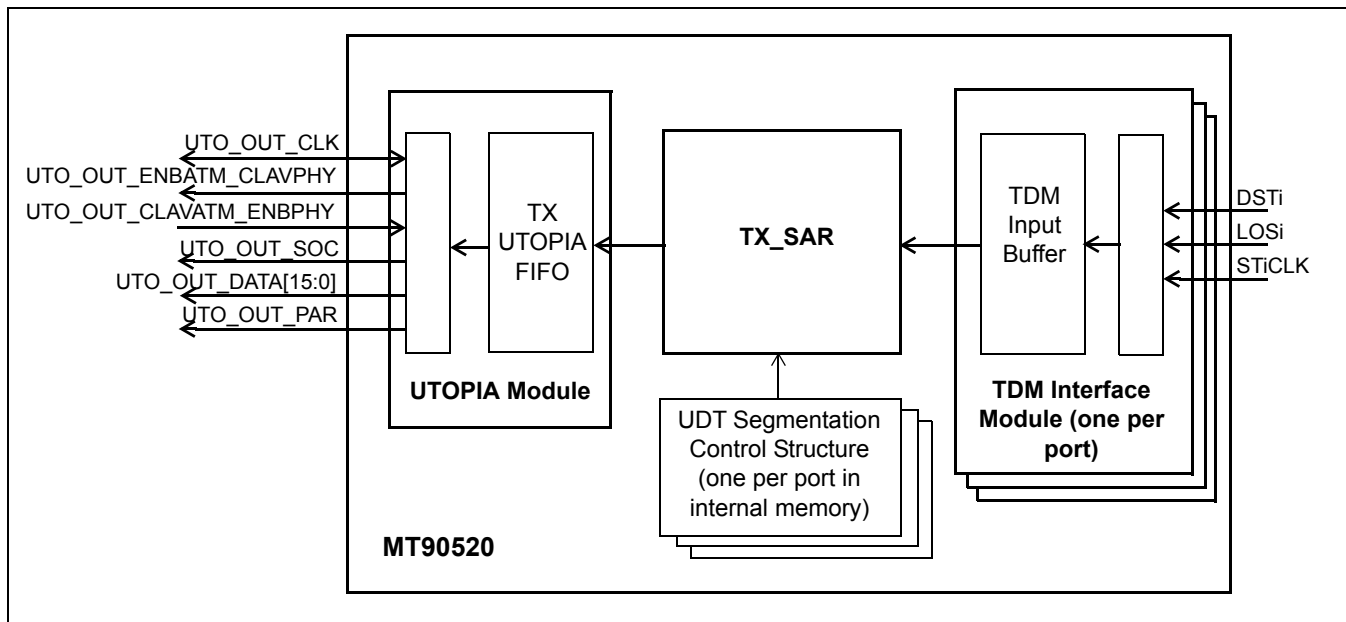 UTO_OUT_CLK
UTO_OUT_ENBATM_CLAVPHY
UTO_OUT_CLAVATM_ENBPHY
UTO_OUT_SOC
UTO_OUT_DATA[15:0]
UTO_OUT_PAR
TX
UTOPIA
FIFO
UTOPIA Module
TX_SAR
UDT Segmentation
Control Structure
(one per port in
internal memory)
TDM
Input
Buffer
TDM Interface
Module (one per
port)
DSTi
LOSi
STiCLK
MT90520